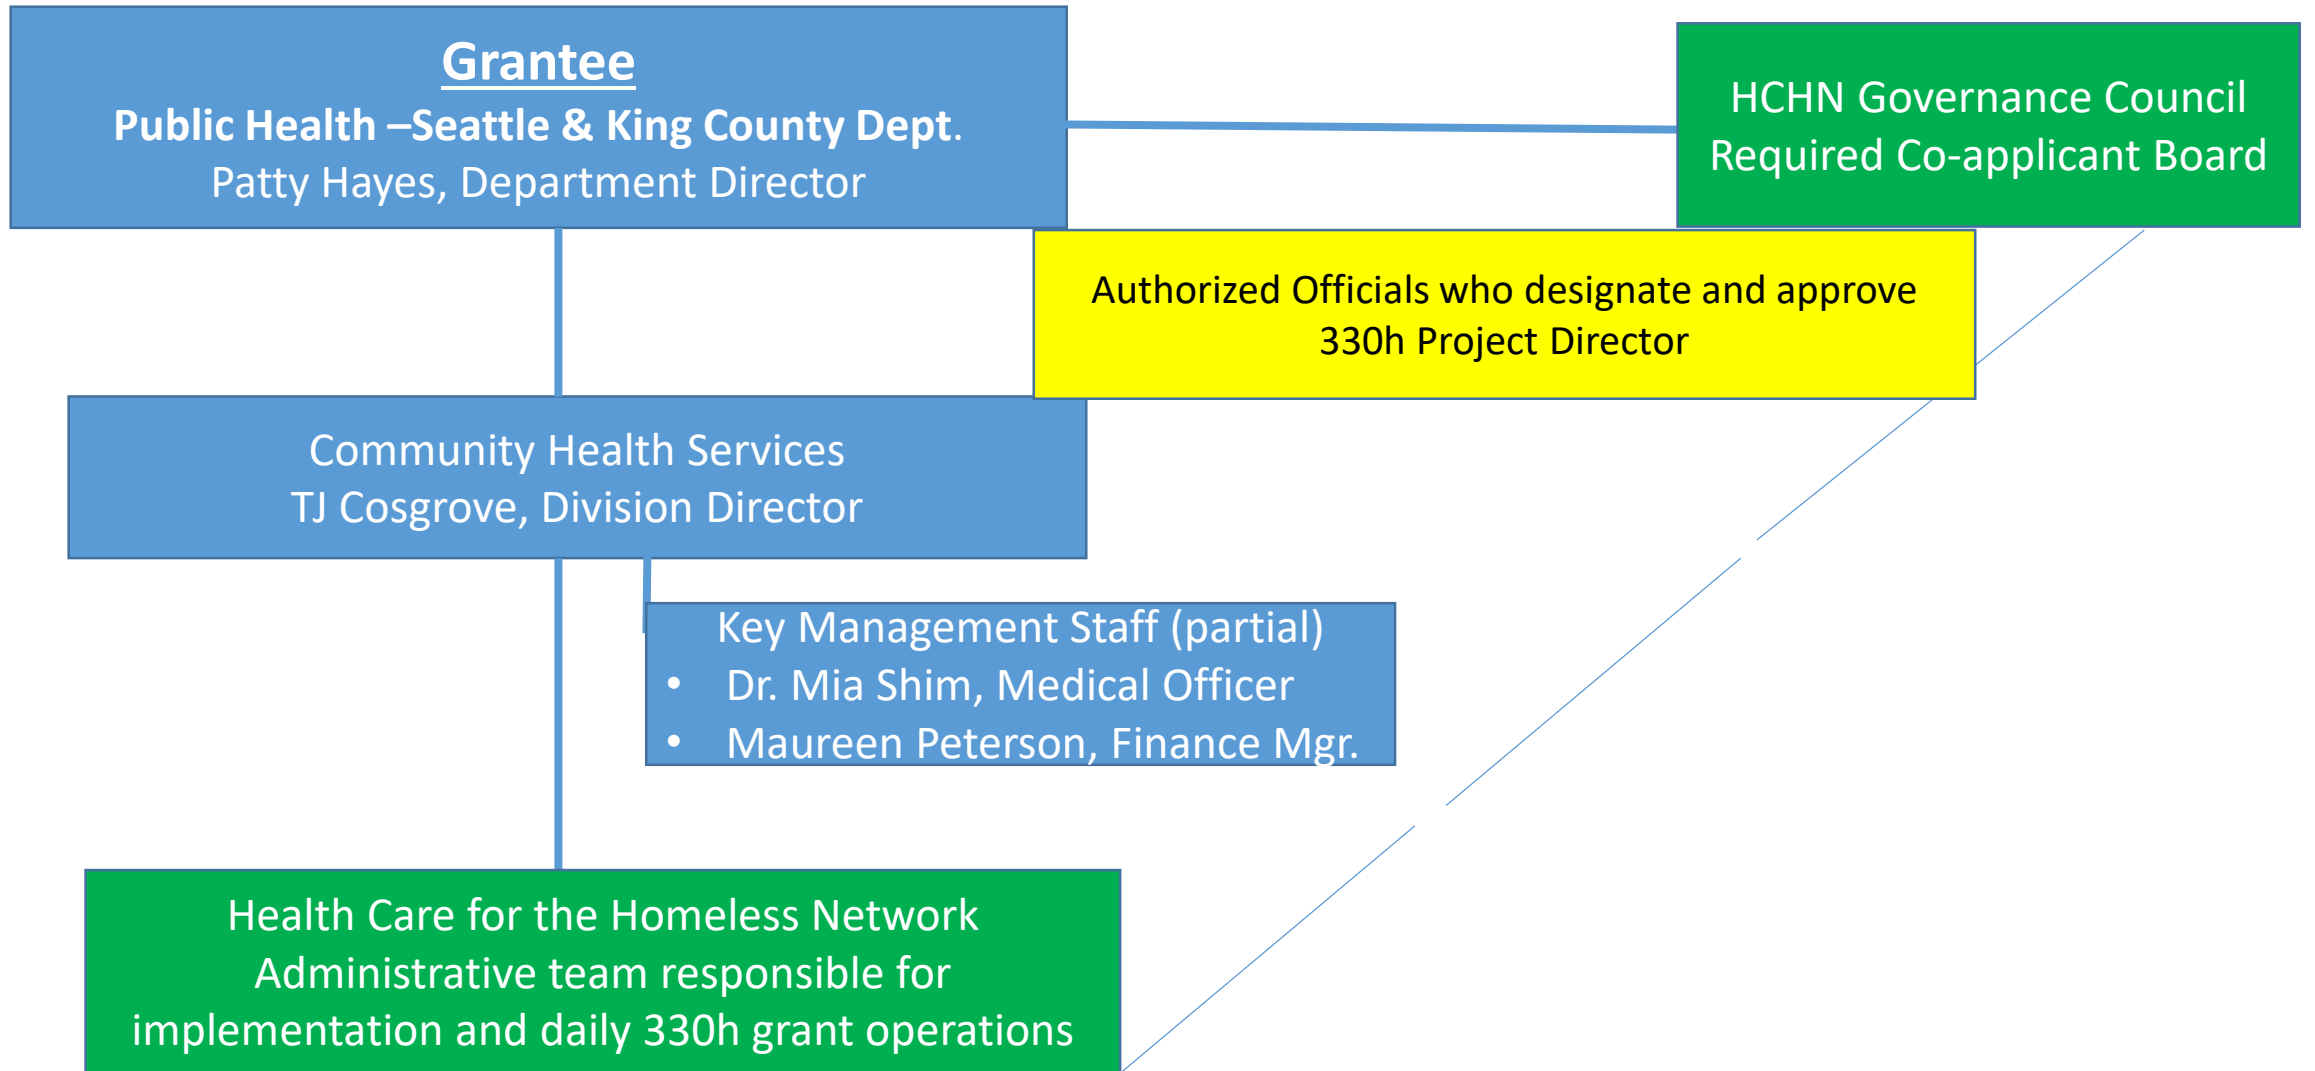 Grantee
Public Health –Seattle & King County Dept.
Patty Hayes, Department Director
HCHN Governance Council
Required Co-applicant Board
Authorized Officials who designate and approve
330h Project Director
Community Health Services
TJ Cosgrove, Division Director
Key Management Staff (partial)
• Dr. Mia Shim, Medical Officer
• Maureen Peterson, Finance Mgr.
Health Care for the Homeless Network
Administrative team responsible for
implementation and daily 330h grant operations